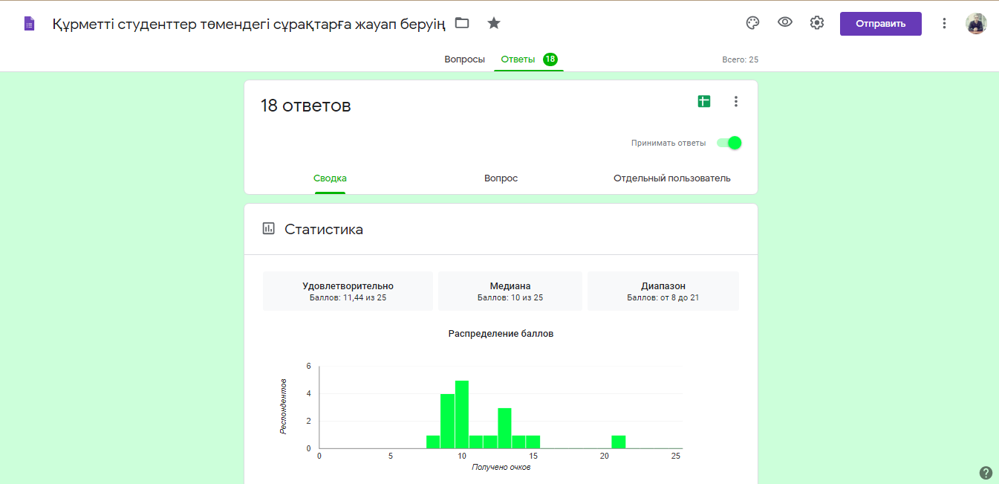 Құрметті студенттер төмендегі сұрақтарға жауап беруің
Отправить
Вопросы
Ответы 18
Всего: 25
18 ответов
Принимать ответы
Сводка
Вопрос
Отдельный пользователь
Статистика
Удовлетворительно
Баллов: 11,44 из 25
Медиана
Баллов: 10 из 25
Диапазон
Баллов: от 8 до 21
Распределение баллов
Респондентов
6
4
2
0
0 5 10 15 20 25
Получено очков
?